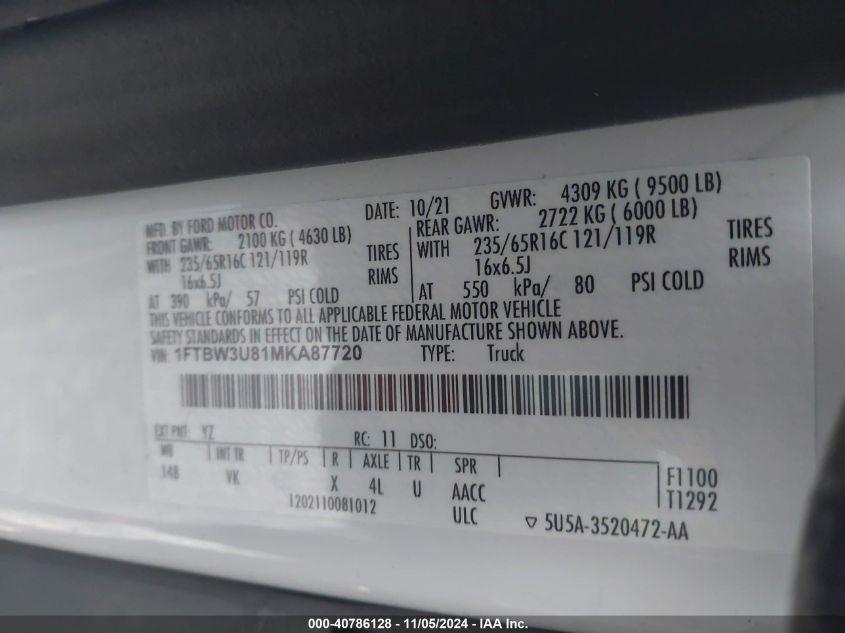 MFD. BY FORD MOTOR CO. DATE: 10/21 GVWR: 4309 KG ( 9500 LB)
FRONT GAWR: 2100 KG ( 4630 LB) REAR GAWR: 2722 KG ( 6000 LB)
WITH 235/65R16C 121/119R TIRES WITH 235/65R16C 121/119R TIRES
16x6.5J RIMS 16x6.5J RIMS
AT 390 kPa/ 57 PSI COLD AT 550 kPa/ 80 PSI COLD
THIS VEHICLE CONFORMS TO ALL APPLICABLE FEDERAL MOTOR VEHICLE
SAFETY STANDARDS IN EFFECT ON THE DATE OF MANUFACTURE SHOWN ABOVE.
VIN: 1FTBW3U81MKA87720 TYPE: Truck
EXT PNT: YZ RC: 11 DSO:
WB INT TR TP/PS R AXLE TR SPR
148 VK X 4L U AACC F1100
1202110081012 ULC T1292
5U5A-3520472-AA
000-40786128 - 11/05/2024 - IAA Inc.